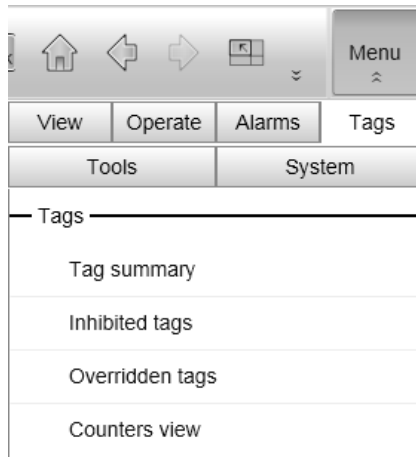 Menu
View Operate Alarms Tags
Tools System
Tags
Tag summary
Inhibited tags
Overridden tags
Counters view